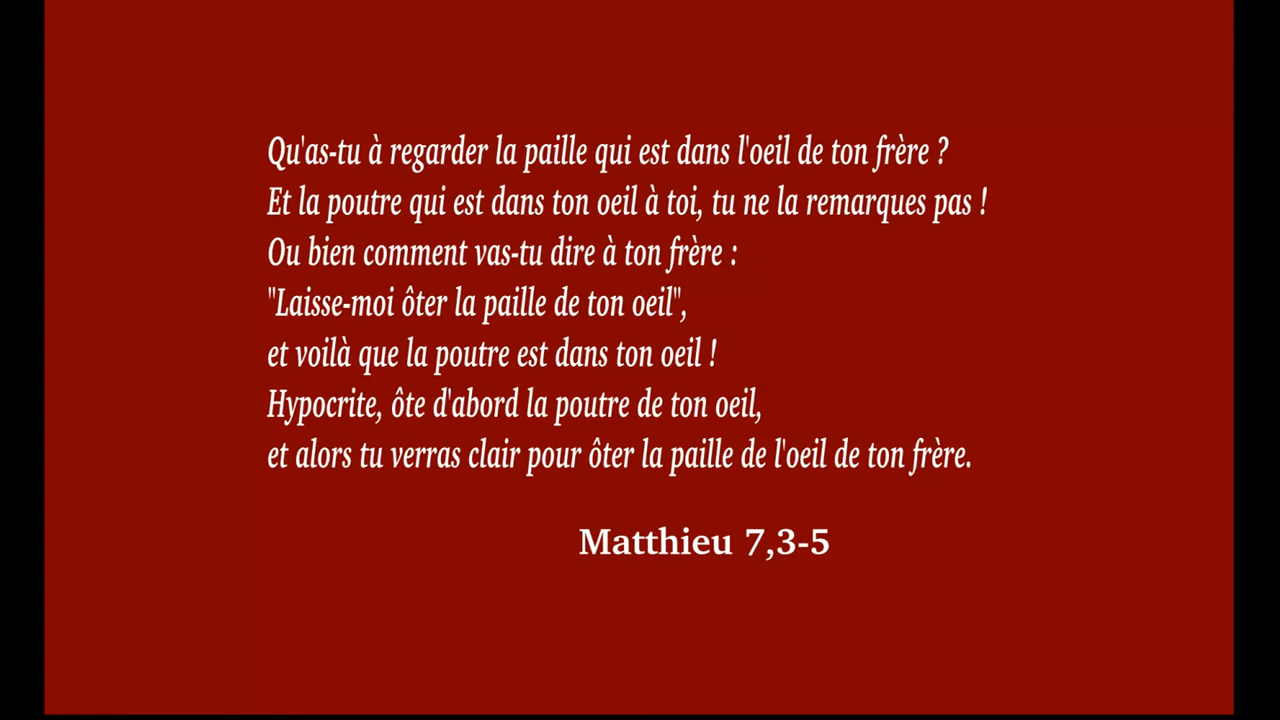 Qu'as-tu à regarder la paille qui est dans l'oeil de ton frère ?
Et la poutre qui est dans ton oeil à toi, tu ne la remarques pas !
Ou bien comment vas-tu dire à ton frère :
"Laisse-moi ôter la paille de ton oeil",
et voilà que la poutre est dans ton oeil !
Hypocrite, ôte d'abord la poutre de ton oeil,
et alors tu verras clair pour ôter la paille de l'oeil de ton frère.
Matthieu 7,3-5